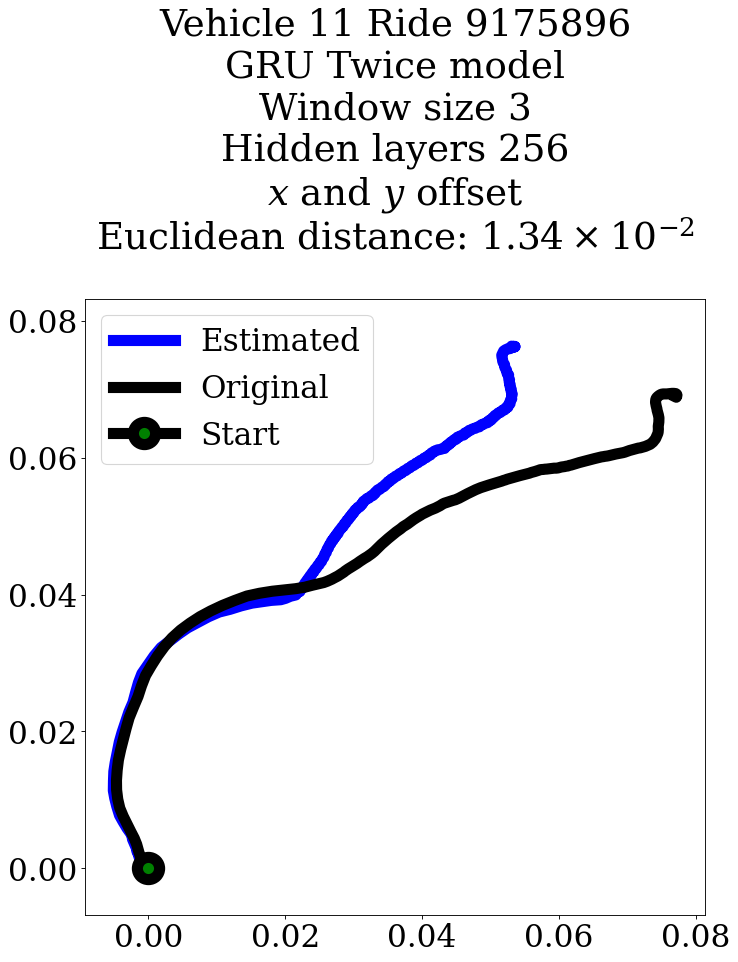 Vehicle 11 Ride 9175896
GRU Twice model
Window size 3
Hidden layers 256
x and y offset
Euclidean distance: 1.34 × 10⁻²
Estimated
Original
Start
0.08
0.06
0.04
0.02
0.00
0.00 0.02 0.04 0.06 0.08